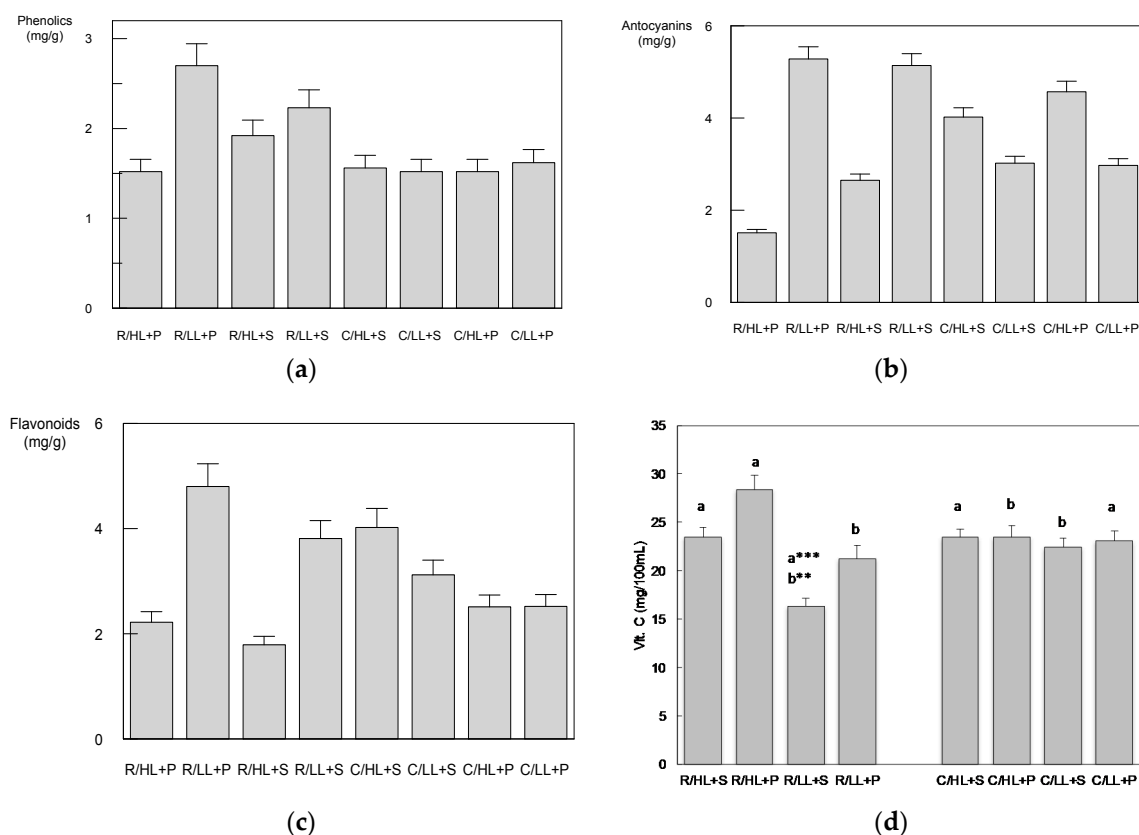 Phenolics
(mg/g)
3
2
1
0
R/HL+P R/LL+P R/HL+S R/LL+S C/HL+S C/LL+S C/HL+P C/LL+P
(a)
Antocyanins
(mg/g)
6
4
2
0
R/HL+P R/LL+P R/HL+S R/LL+S C/HL+S C/LL+S C/HL+P C/LL+P
(b)
Flavonoids
(mg/g)
6
4
2
0
R/HL+P R/LL+P R/HL+S R/LL+S C/HL+S C/LL+S C/HL+P C/LL+P
(c)
Vit. C (mg/100mL)
35
30
25
20
15
10
5
0
a
a
a***
b**
b
a
b
b
a
R/HL+S R/HL+P R/LL+S R/LL+P C/HL+S C/HL+P C/LL+S C/LL+P
(d)